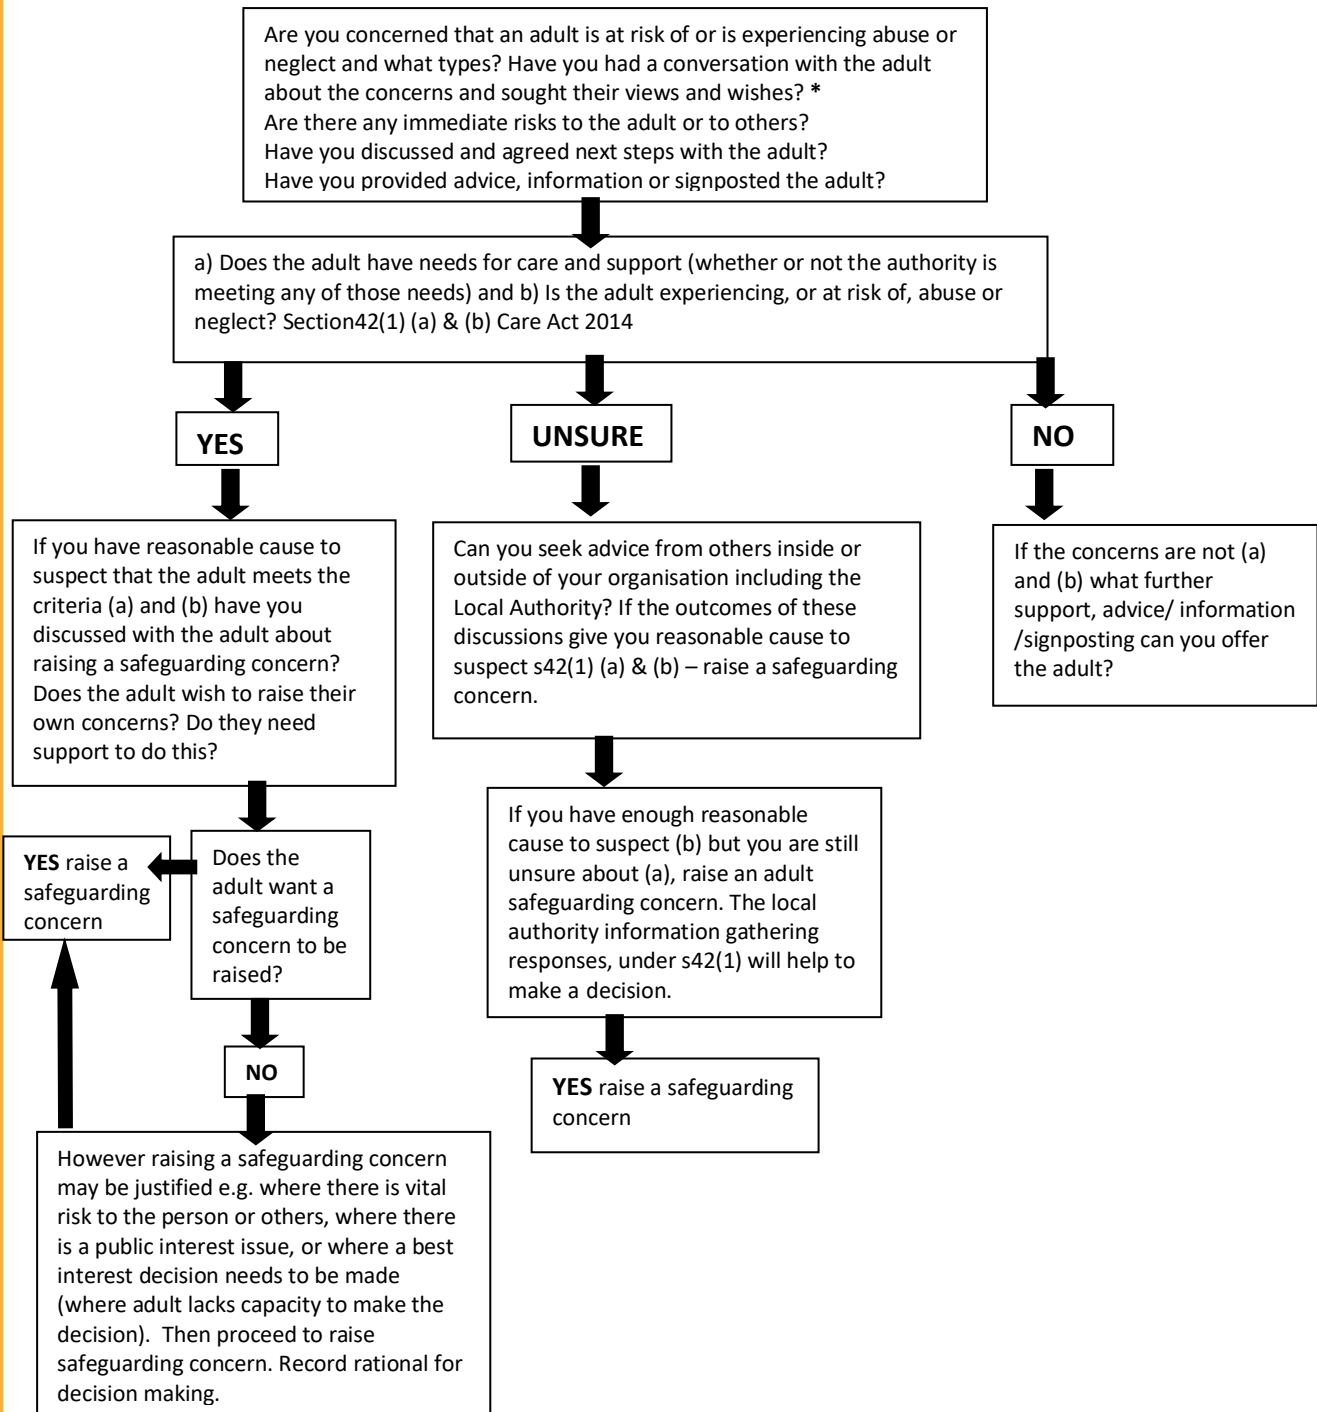 Are you concerned that an adult is at risk of or is experiencing abuse or
neglect and what types? Have you had a conversation with the adult
about the concerns and sought their views and wishes? *
Are there any immediate risks to the adult or to others?
Have you discussed and agreed next steps with the adult?
Have you provided advice, information or signposted the adult?
a) Does the adult have needs for care and support (whether or not the authority is
meeting any of those needs) and b) Is the adult experiencing, or at risk of, abuse or
neglect? Section42(1) (a) & (b) Care Act 2014
YES
UNSURE
NO
If you have reasonable cause to
suspect that the adult meets the
criteria (a) and (b) have you
discussed with the adult about
raising a safeguarding concern?
Does the adult wish to raise their
own concerns? Do they need
support to do this?
Can you seek advice from others inside or
outside of your organisation including the
Local Authority? If the outcomes of these
discussions give you reasonable cause to
suspect s42(1) (a) & (b) – raise a safeguarding
concern.
If the concerns are not (a)
and (b) what further
support, advice/ information
/signposting can you offer
the adult?
YES raise a
safeguarding
concern
Does the
adult want a
safeguarding
concern to be
raised?
If you have enough reasonable
cause to suspect (b) but you are still
unsure about (a), raise an adult
safeguarding concern. The local
authority information gathering
responses, under s42(1) will help to
make a decision.
NO
YES raise a safeguarding
concern
However raising a safeguarding concern
may be justified e.g. where there is vital
risk to the person or others, where there
is a public interest issue, or where a best
interest decision needs to be made
(where adult lacks capacity to make the
decision).  Then proceed to raise
safeguarding concern. Record rational for
decision making.